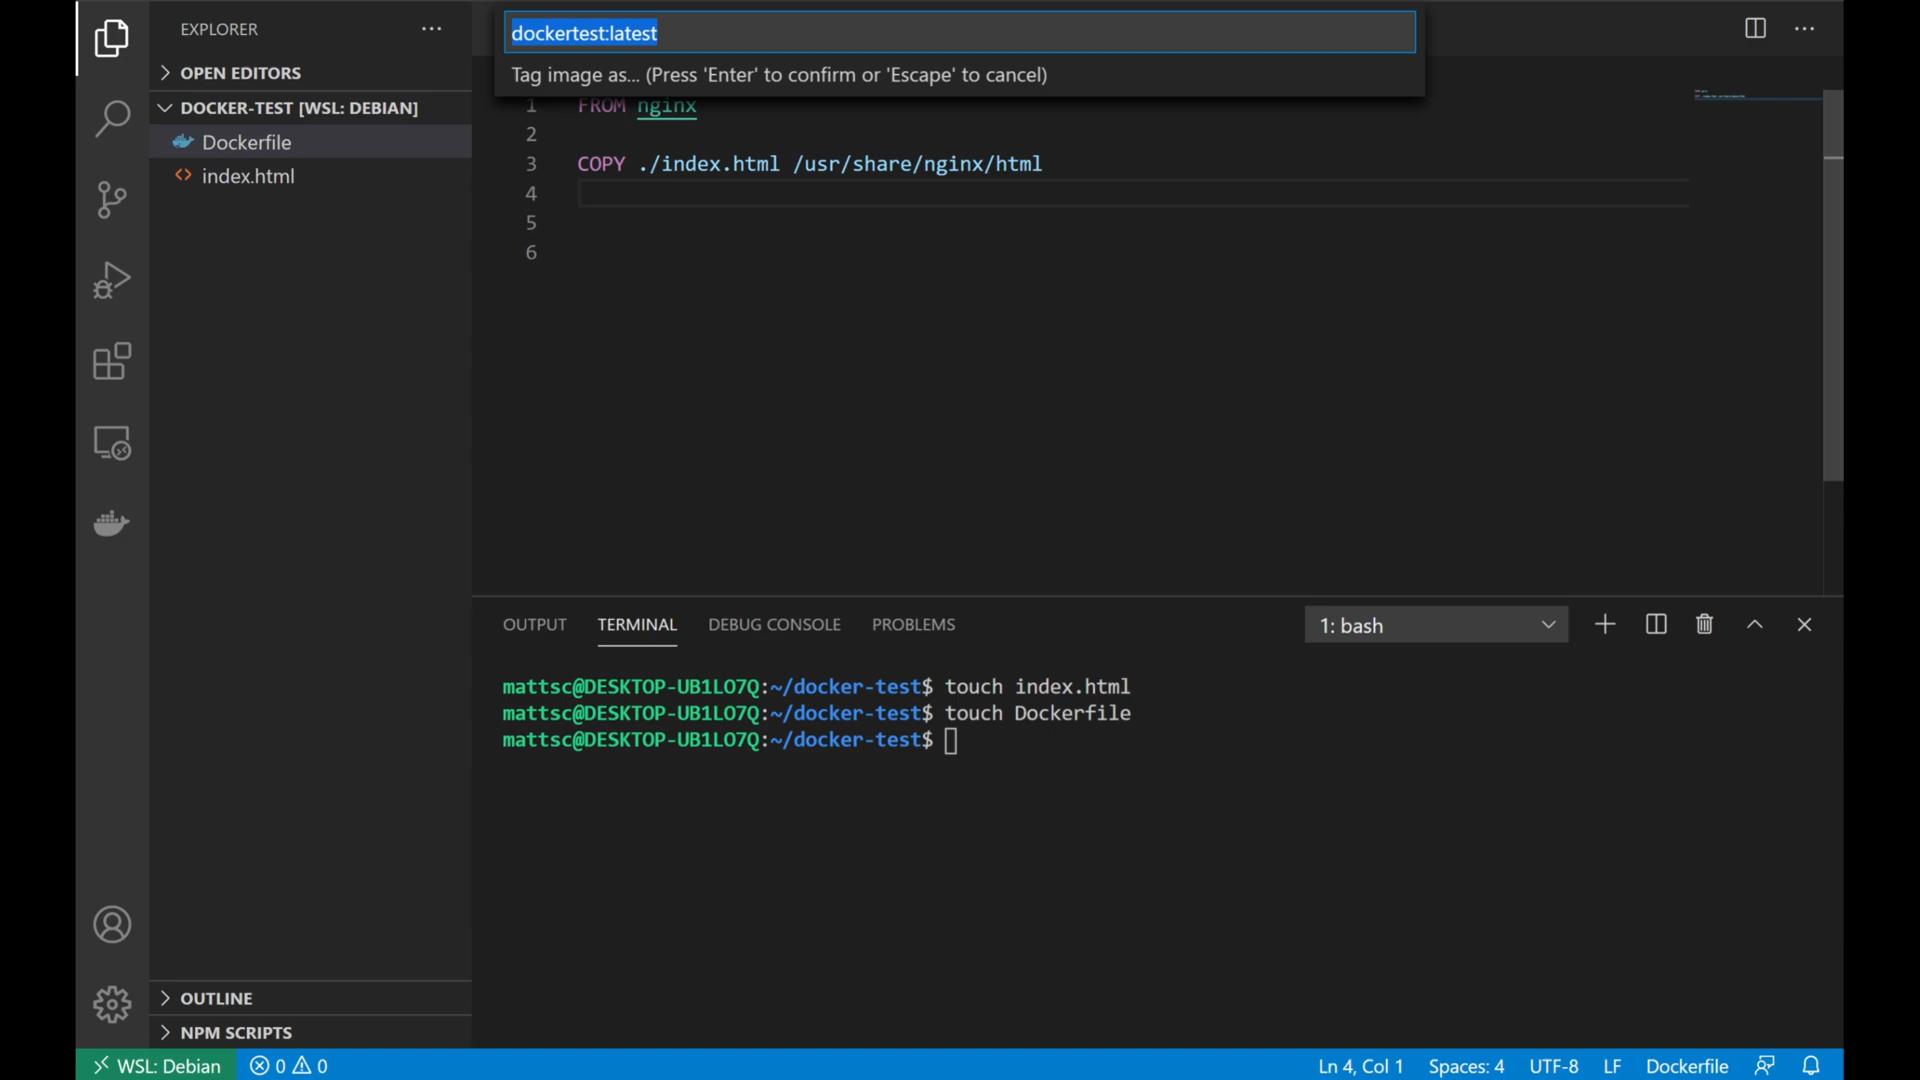 EXPLORER
OPEN EDITORS
DOCKER-TEST [WSL: DEBIAN]
Dockerfile
index.html
OUTLINE
NPM SCRIPTS
dockertest:latest
Tag image as... (Press 'Enter' to confirm or 'Escape' to cancel)
1 FROM nginx
2
3 COPY ./index.html /usr/share/nginx/html
4
5
6
OUTPUT TERMINAL DEBUG CONSOLE PROBLEMS 1: bash
mattsc@DESKTOP-UB1LO7Q:~/docker-test$ touch index.html
mattsc@DESKTOP-UB1LO7Q:~/docker-test$ touch Dockerfile
mattsc@DESKTOP-UB1LO7Q:~/docker-test$
WSL: Debian 0 0 Ln 4, Col 1 Spaces: 4 UTF-8 LF Dockerfile